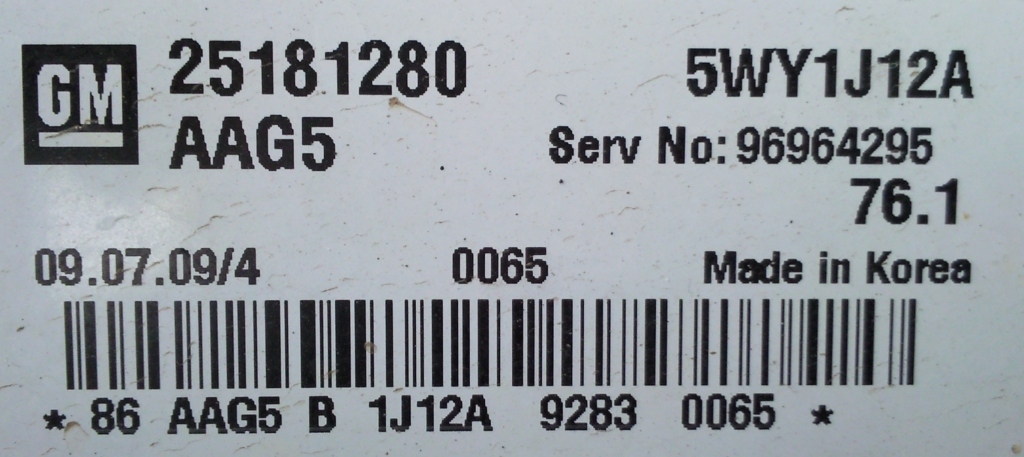 GM 25181280 5WY1J12A
AAG5 Serv No: 96964295
76.1
09.07.09/4 0065 Made in Korea
* 86 AAG5 B 1J12A 9283 0065 *